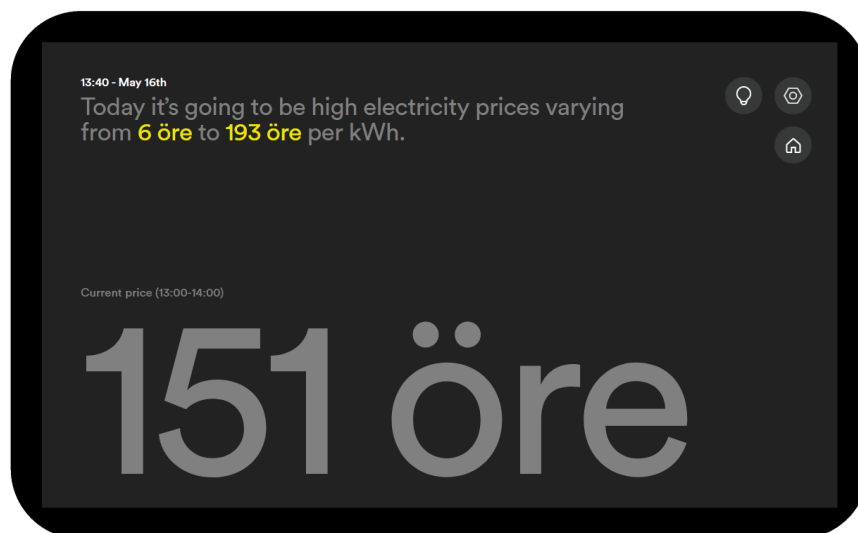 13:40 - May 16th
Today it's going to be high electricity prices varying
from 6 öre to 193 öre per kWh.
Current price (13:00-14:00)
151 öre